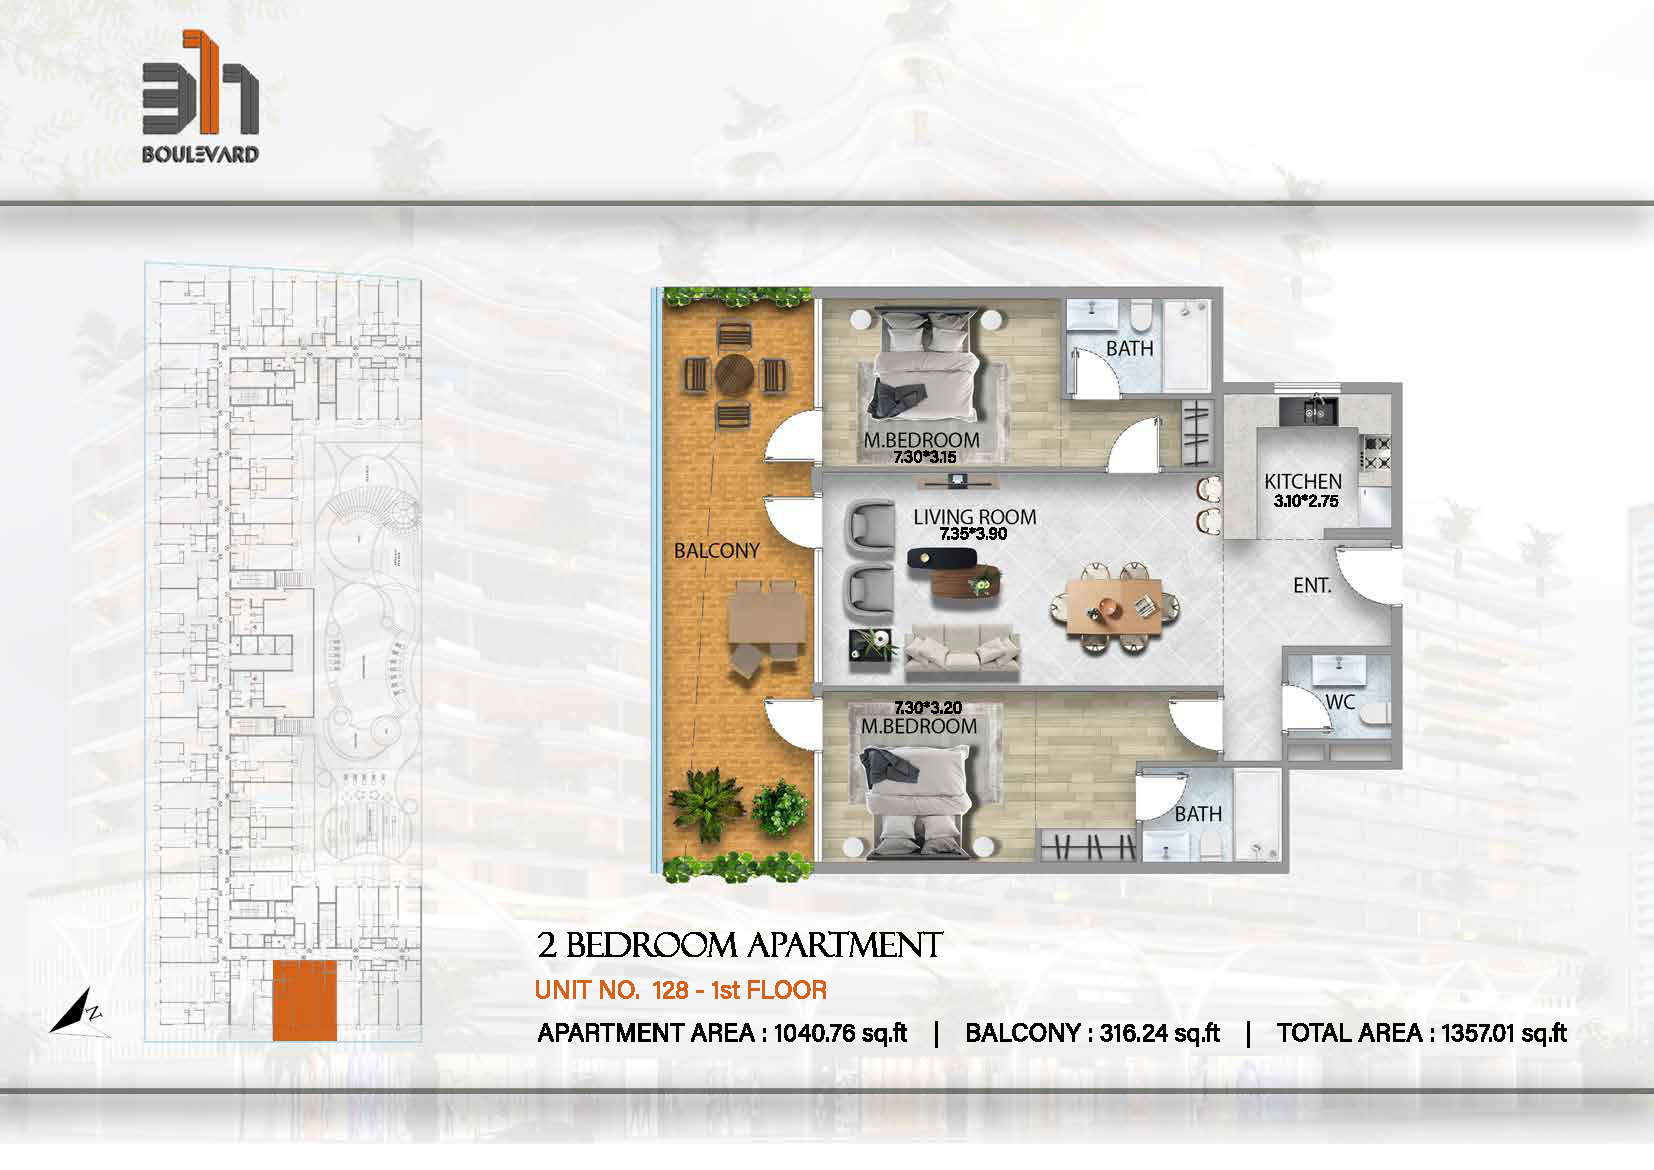 311
BOULEVARD
BATH
M.BEDROOM
7.30*3.15
KITCHEN
3.10*2.75
LIVING ROOM
7.35*3.90
BALCONY
ENT.
WC
7.30*3.20
M.BEDROOM
BATH
N
2 BEDROOM APARTMENT
UNIT NO. 128 - 1st FLOOR
APARTMENT AREA : 1040.76 sq.ft | BALCONY : 316.24 sq.ft | TOTAL AREA : 1357.01 sq.ft